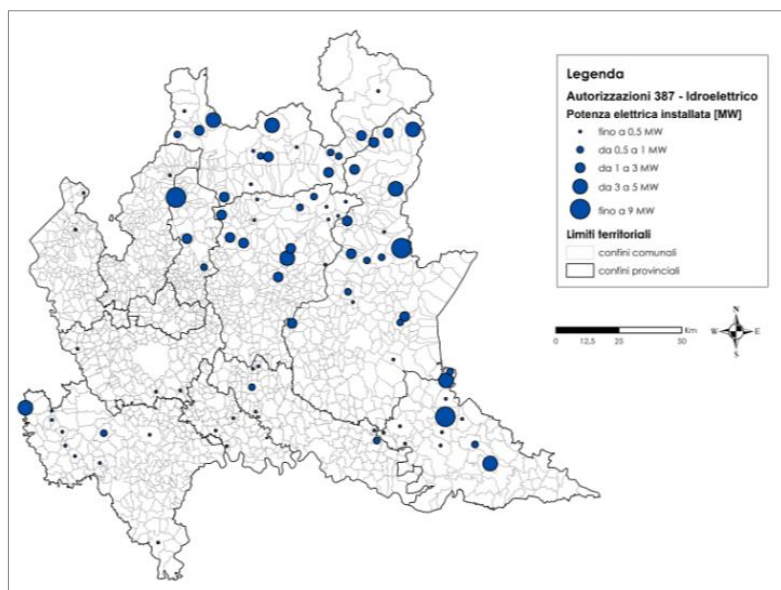 Legenda
Autorizzazioni 387 - Idroelettrico
Potenza elettrica installata [MW]
fino a 0,5 MW
da 0,5 a 1 MW
da 1 a 3 MW
da 3 a 5 MW
fino a 9 MW
Limiti territoriali
confini comunali
confini provinciali
Km
0 12,5 25 50
N
W E
S